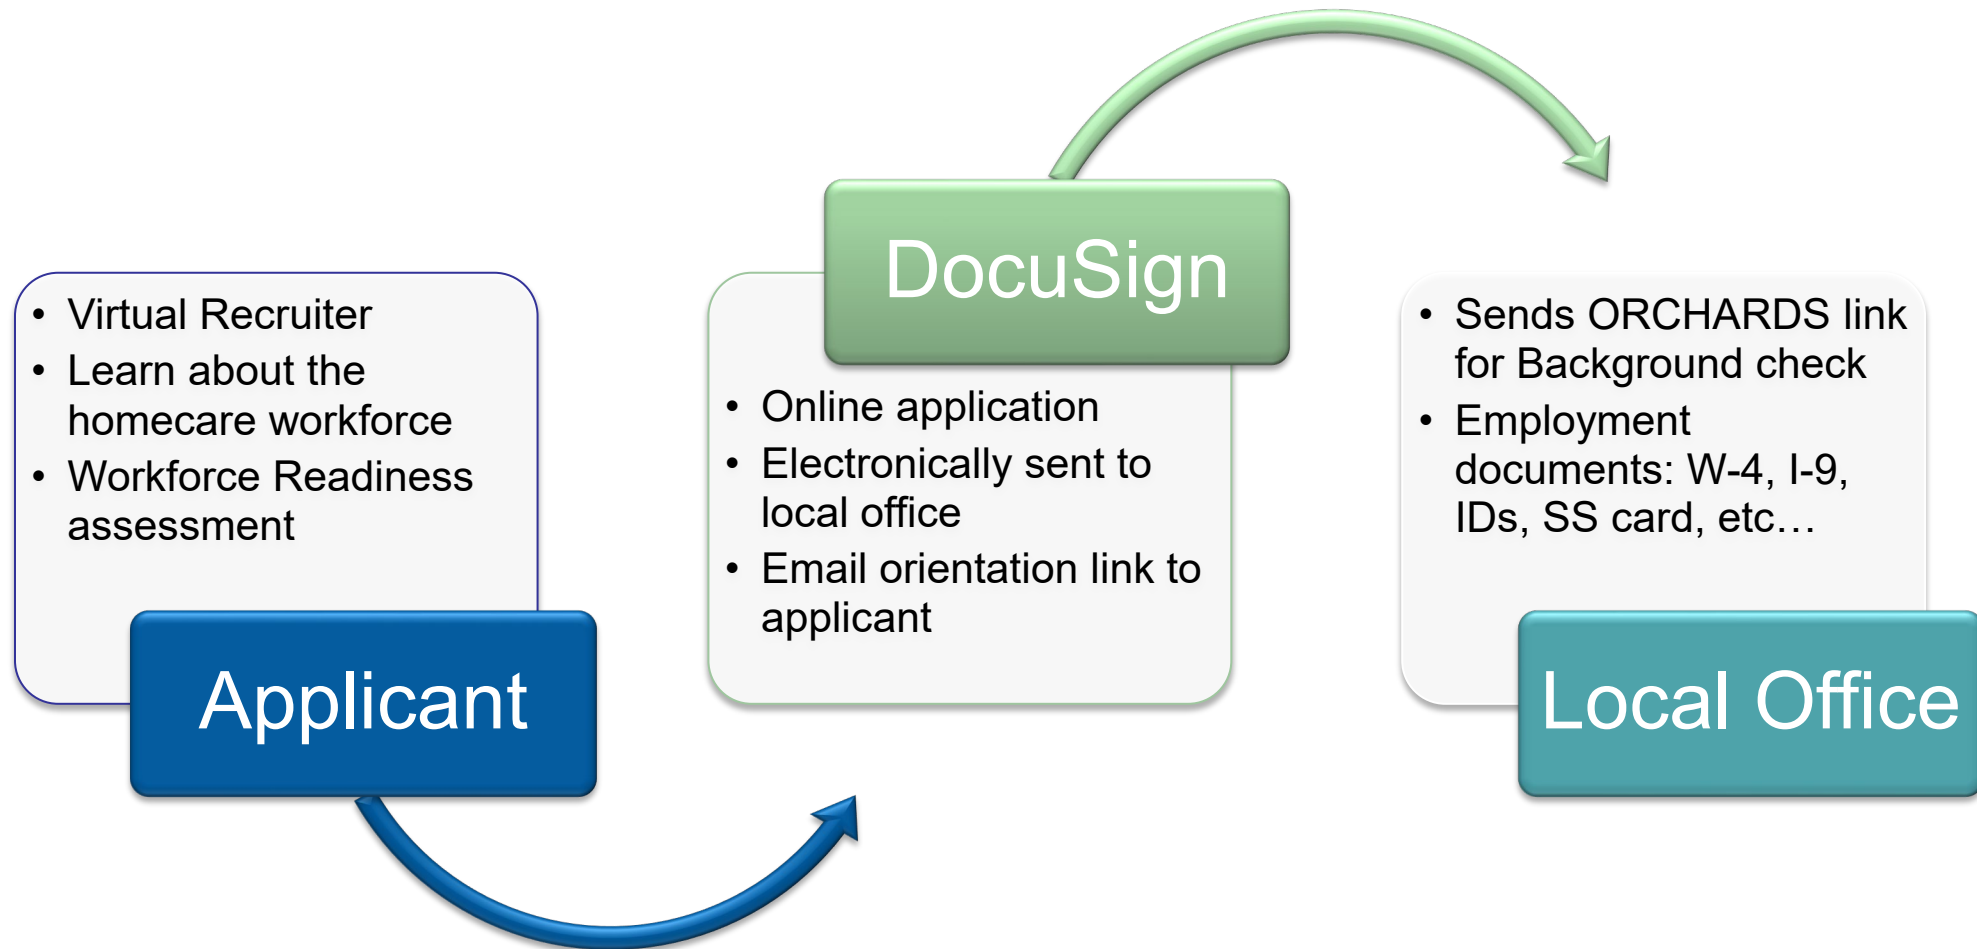 • Virtual Recruiter
• Learn about the
homecare workforce
• Workforce Readiness
assessment
Applicant
DocuSign
• Online application
• Electronically sent to
local office
• Email orientation link to
applicant
• Sends ORCHARDS link
for Background check
• Employment
documents: W-4, I-9,
IDs, SS card, etc…
Local Office